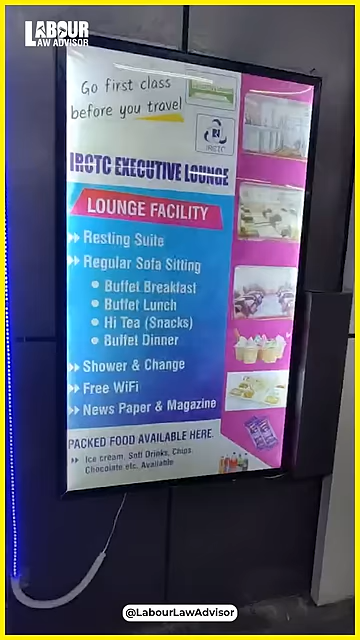 LABOUR
LAW ADVISOR
Go first class
before you travel
IRCTC
IRCTC EXECUTIVE LOUNGE
LOUNGE FACILITY
Resting Suite
Regular Sofa Sitting
Buffet Breakfast
Buffet Lunch
Hi Tea (Snacks)
Buffet Dinner
Shower & Change
Free WiFi
News Paper & Magazine
PACKED FOOD AVAILABLE HERE.
Ice cream, Soft Drinks, Chips,
Chocolate etc. Available
@LabourLawAdvisor